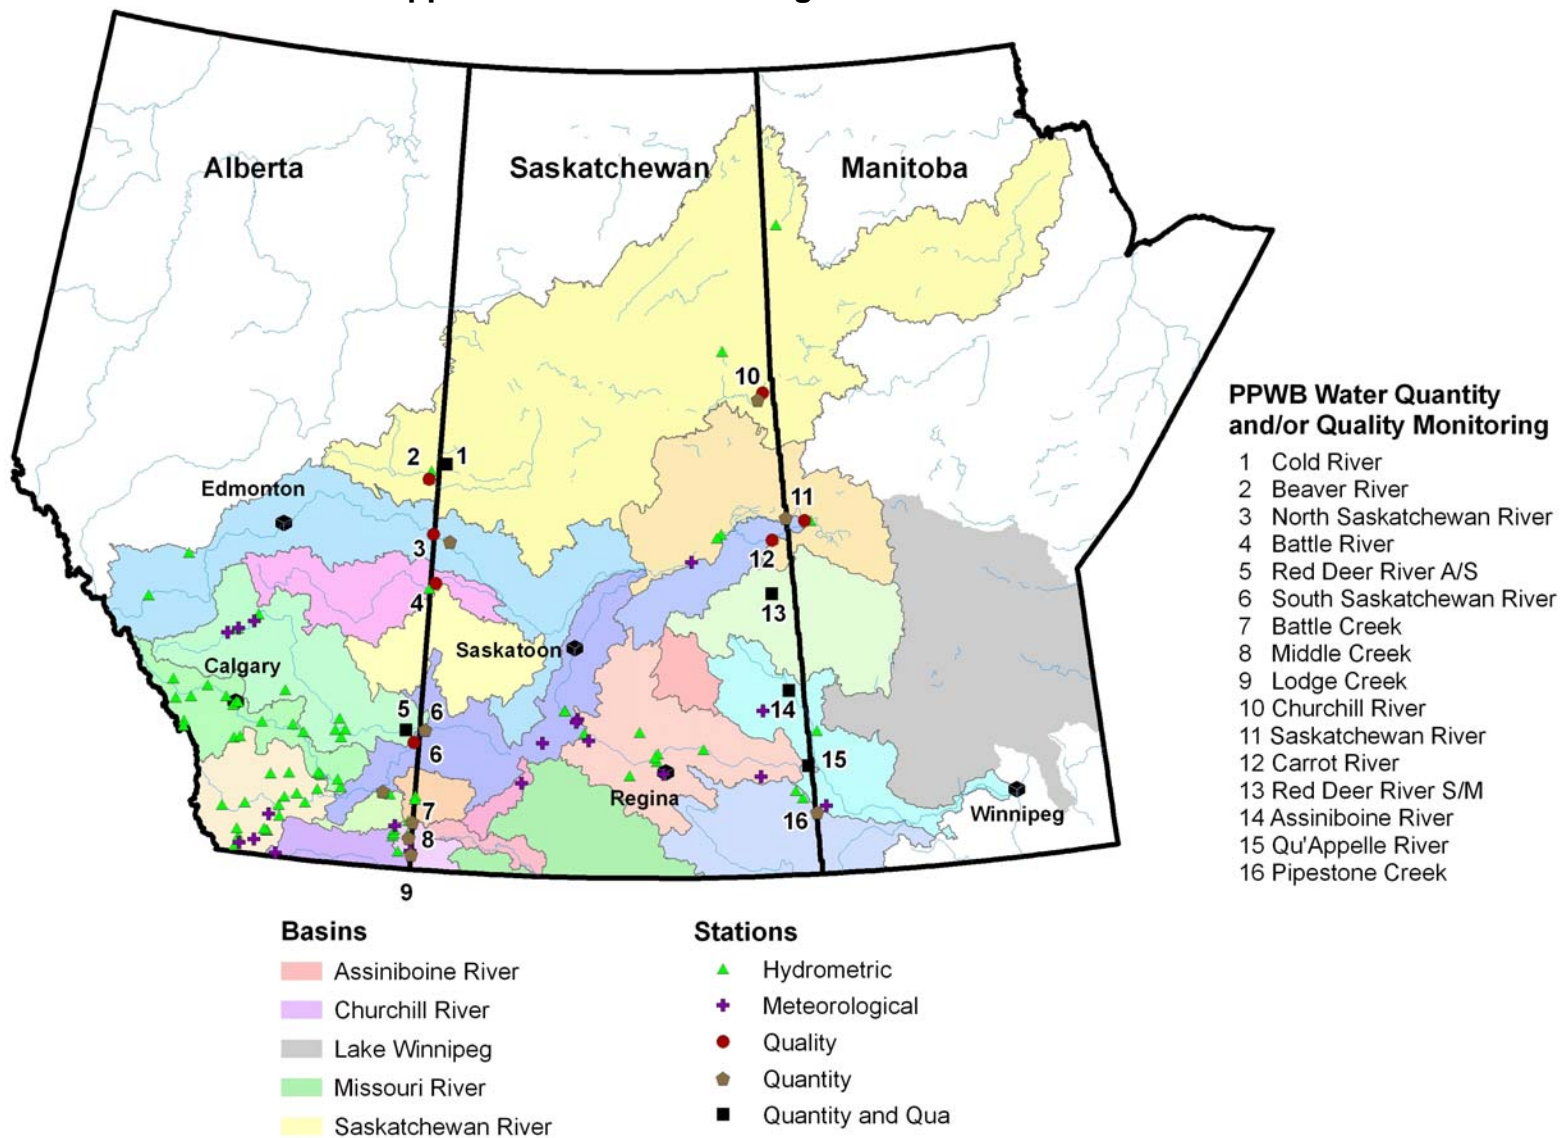 Alberta
Saskatchewan
Manitoba
10
2
1
Edmonton
11
3
12
4
13
Saskatoon
Calgary
14
5
6
6
15
Regina
7
16
Winnipeg
8
9
PPWB Water Quantity
and/or Quality Monitoring
1 Cold River
2 Beaver River
3 North Saskatchewan River
4 Battle River
5 Red Deer River A/S
6 South Saskatchewan River
7 Battle Creek
8 Middle Creek
9 Lodge Creek
10 Churchill River
11 Saskatchewan River
12 Carrot River
13 Red Deer River S/M
14 Assiniboine River
15 Qu'Appelle River
16 Pipestone Creek
Basins
Assiniboine River
Churchill River
Lake Winnipeg
Missouri River
Saskatchewan River
Stations
Hydrometric
Meteorological
Quality
Quantity
Quantity and Qua